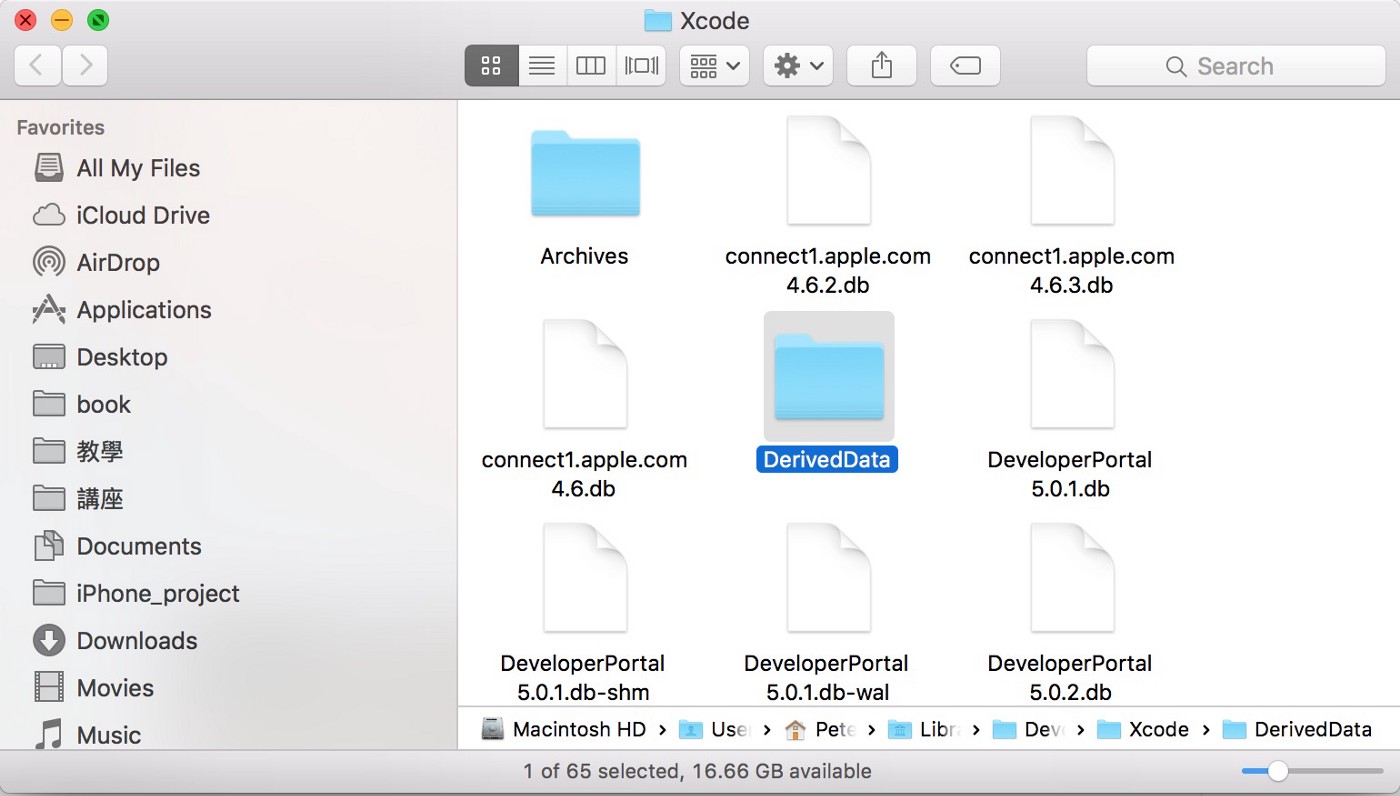 Xcode
Search
Favorites
All My Files
iCloud Drive
AirDrop
Applications
Desktop
book
教學
講座
Documents
iPhone_project
Downloads
Movies
Music
Archives
connect1.apple.com
4.6.2.db
connect1.apple.com
4.6.3.db
connect1.apple.com
4.6.db
DerivedData
DeveloperPortal
5.0.1.db
DeveloperPortal
5.0.1.db-shm
DeveloperPortal
5.0.1.db-wal
DeveloperPortal
5.0.2.db
Macintosh HD › Use › Pete › Libr › Dev › Xcode › DerivedData
1 of 65 selected, 16.66 GB available